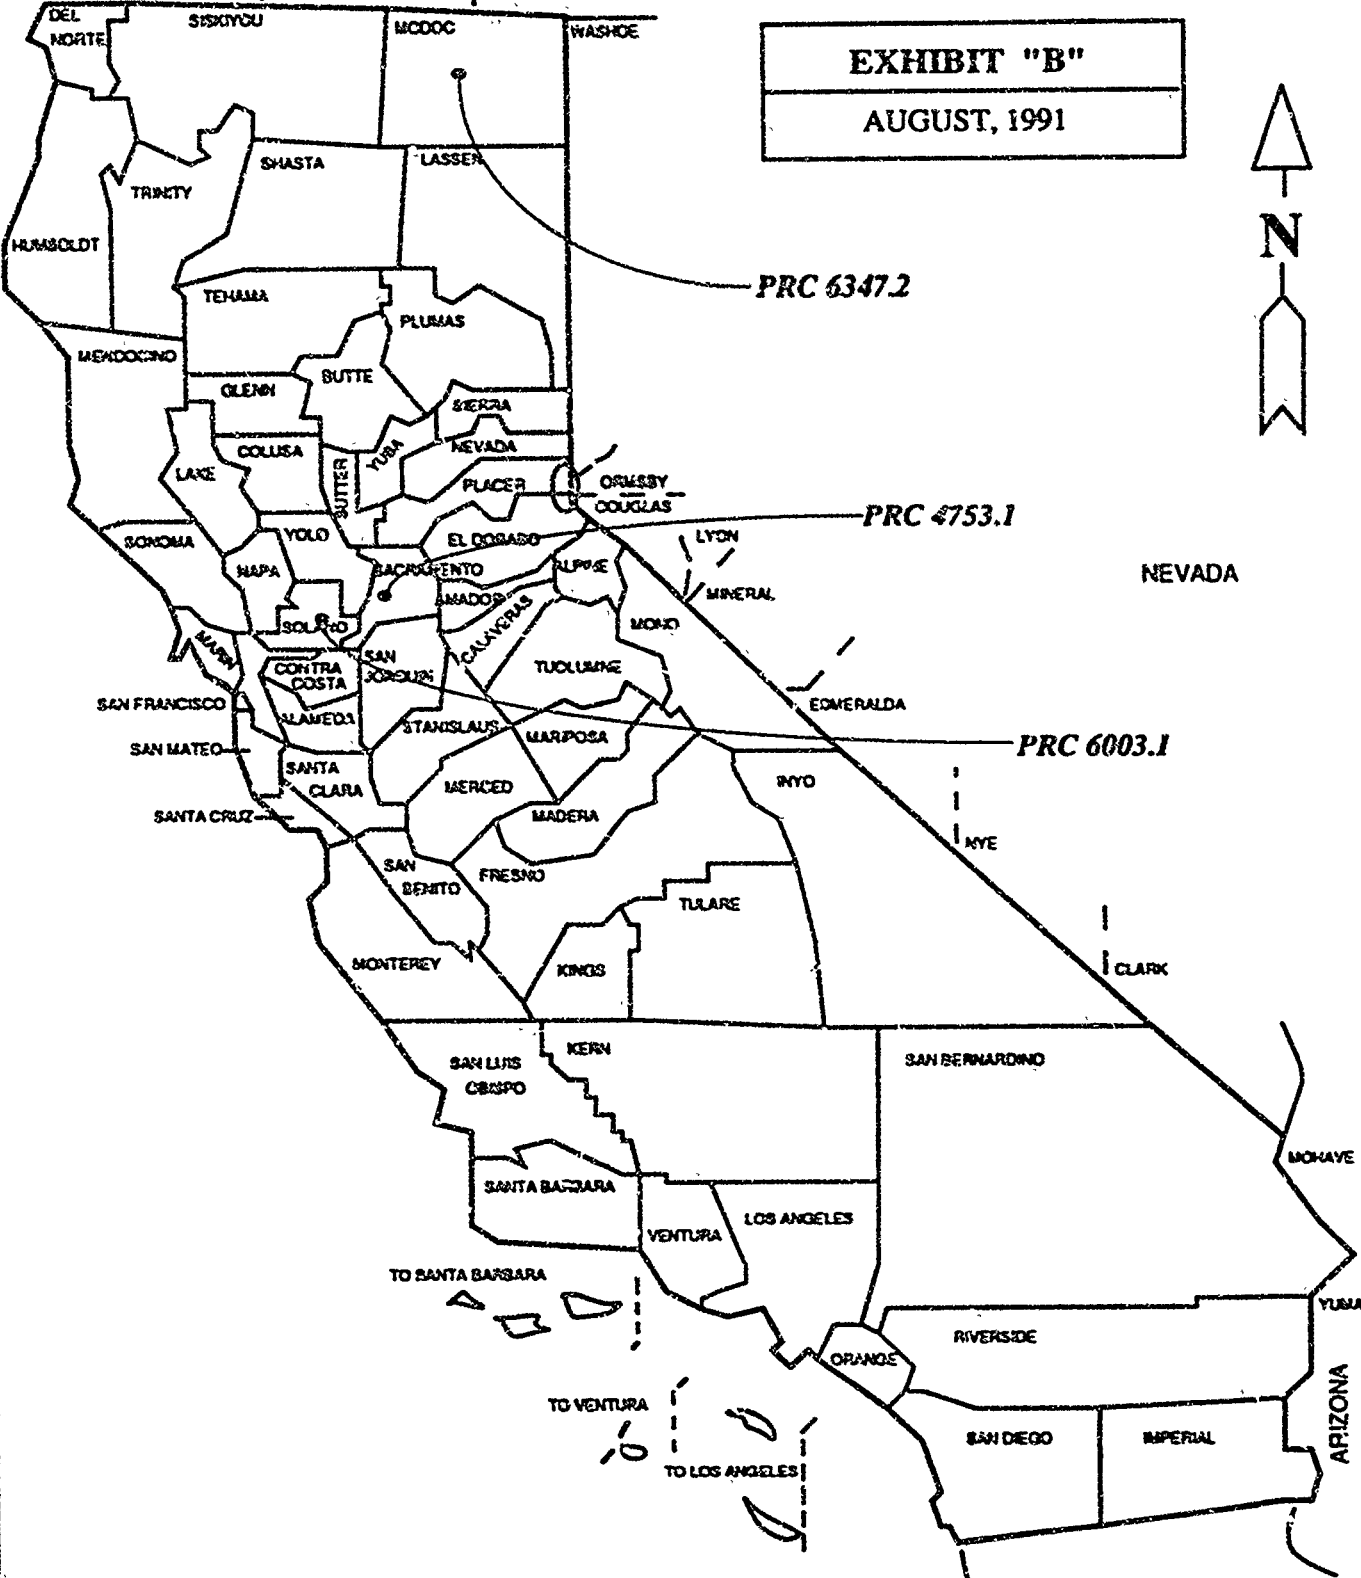 DEL
NORTE
SISKIYOU
MODOC
WASHOE
EXHIBIT "B"
AUGUST, 1991
N
SHASTA
LASSEN
TRINITY
HUMBOLDT
PRC 6347.2
TEHAMA
PLUMAS
MENDOCINO
GLENN
BUTTE
SIERRA
COLUSA
YUBA
NEVADA
LAKE
SUTTER
PLACER
ORMSBY
DOUGLAS
PRC 4753.1
SONOMA
YOLO
EL DORADO
LYON
NAPA
SACRAMENTO
ALPINE
NEVADA
AMADOR
MINERAL
SOLANO
CALAVERAS
MONO
MARIN
CONTRA
COSTA
SAN
JOAQUIN
TUOLUMNE
SAN FRANCISCO
ALAMEDA
STANISLAUS
ESMERALDA
MARIPOSA
PRC 6003.1
SAN MATEO
SANTA
CLARA
MERCED
INYO
SANTA CRUZ
MADERA
NYE
SAN
BENITO
FRESNO
TULARE
MONTEREY
KINGS
CLARK
SAN LUIS
OBISPO
KERN
SAN BERNARDINO
MOHAVE
SANTA BARBARA
VENTURA
LOS ANGELES
TO SANTA BARBARA
YUMA
RIVERSIDE
ORANGE
ARIZONA
TO VENTURA
SAN DIEGO
IMPERIAL
TO LOS ANGELES